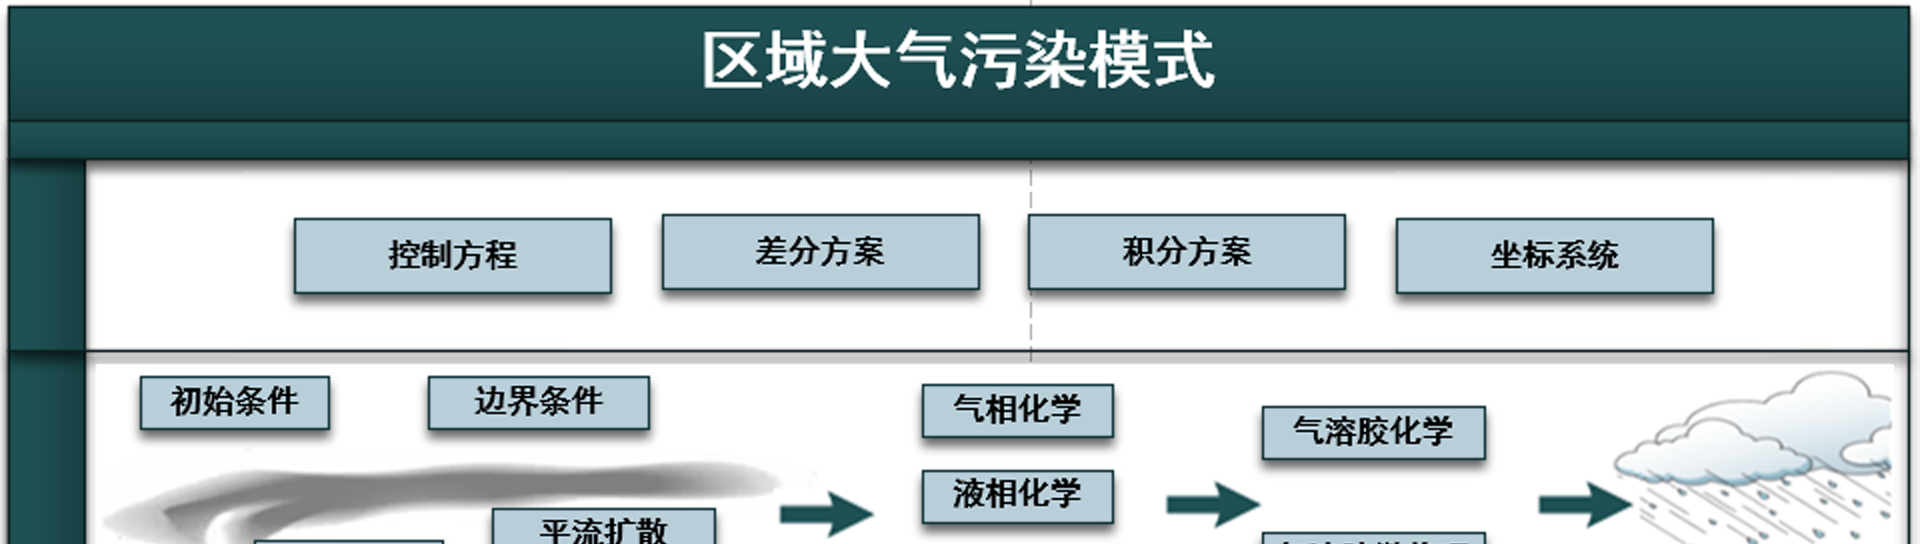 区域大气污染模式
控制方程
差分方案
积分方案
坐标系统
初始条件
边界条件
气相化学
气溶胶化学
液相化学
平流扩散